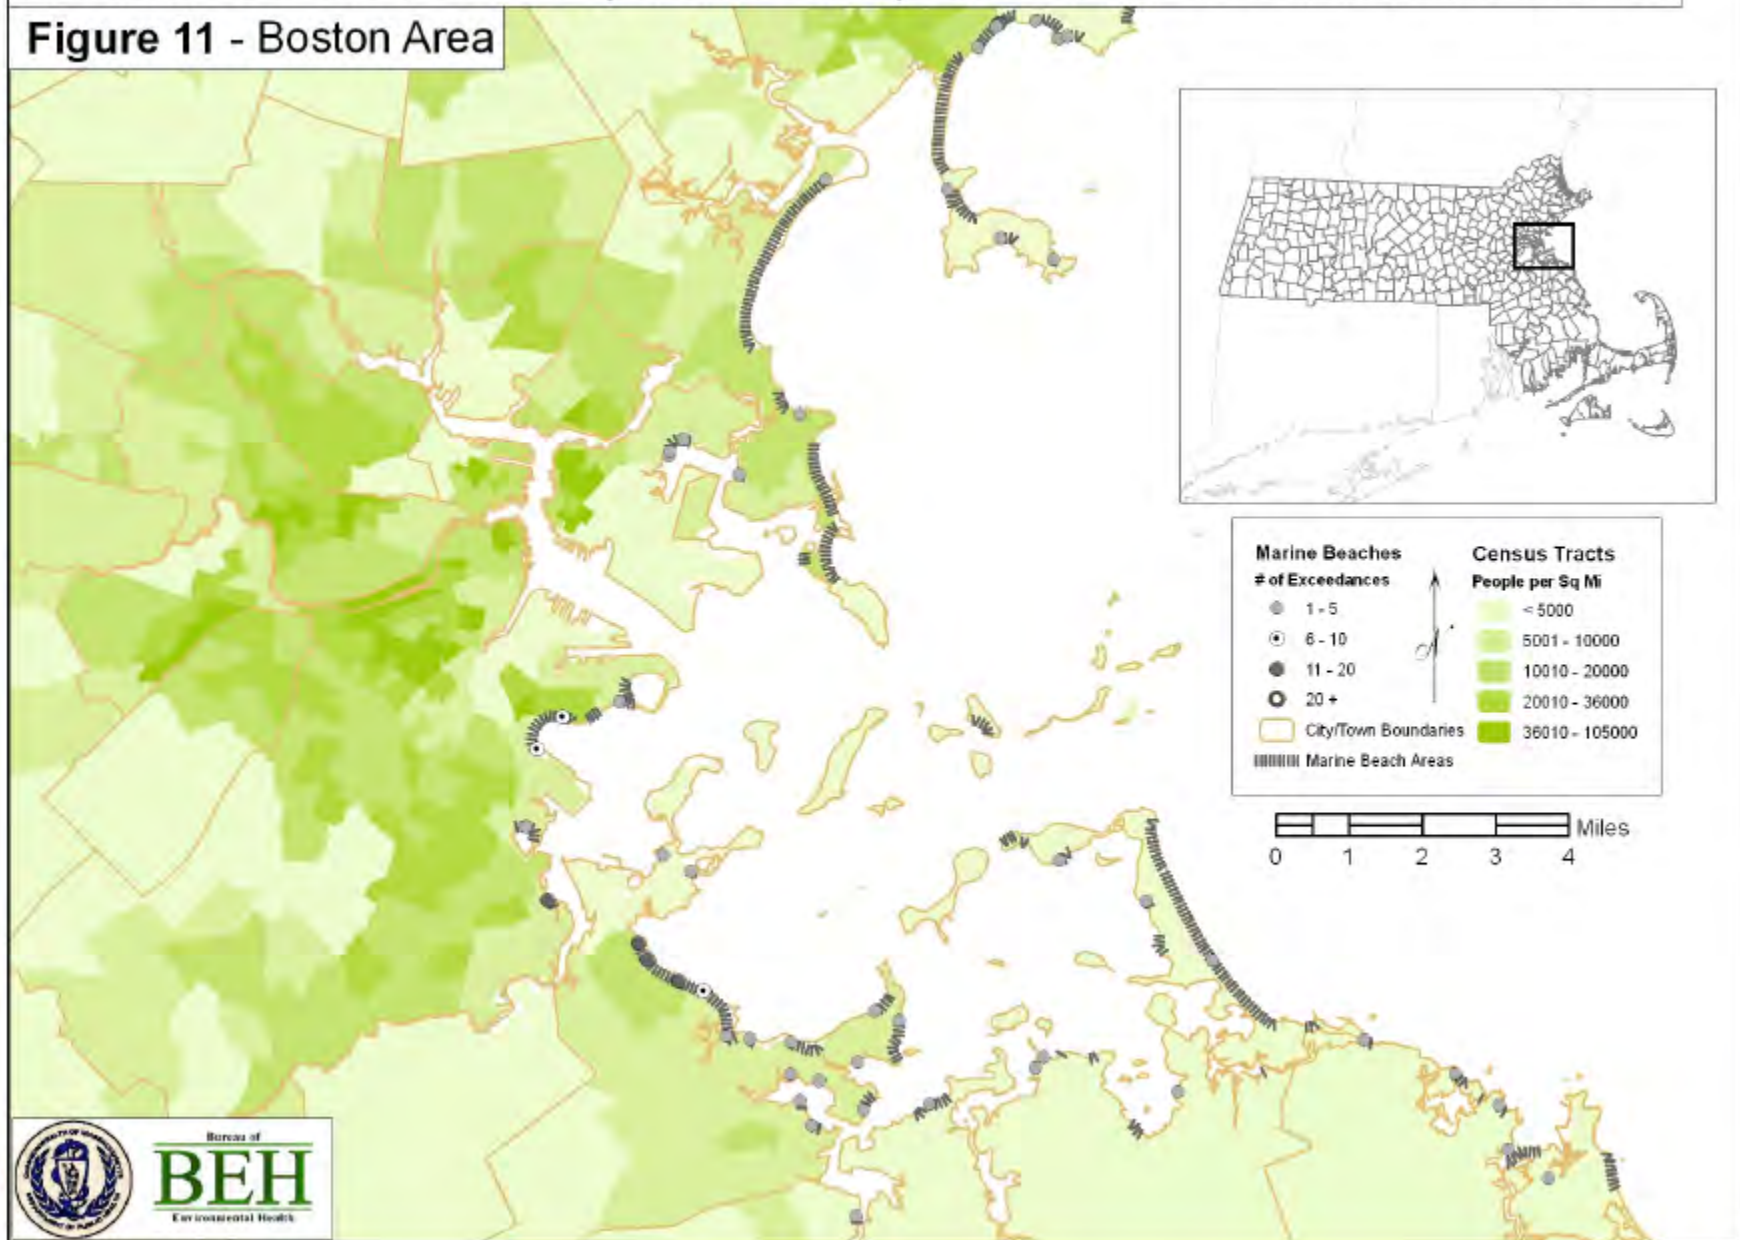 Figure 11 - Boston Area
Marine Beaches
# of Exceedances
1 - 5
6 - 10
11 - 20
20 +
City/Town Boundaries
Marine Beach Areas
Census Tracts
People per Sq Mi
< 5000
5001 - 10000
10010 - 20000
20010 - 36000
36010 - 105000
Miles
0 1 2 3 4
Bureau of
BEH
Environmental Health